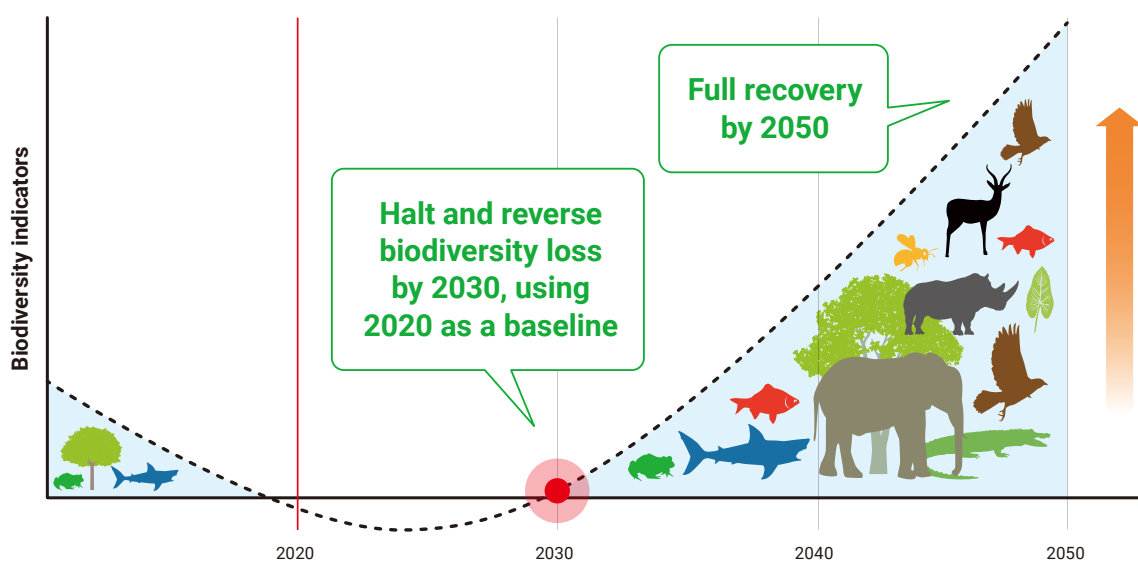 Biodiversity indicators
Halt and reverse
biodiversity loss
by 2030, using
2020 as a baseline
Full recovery
by 2050
2020
2030
2040
2050